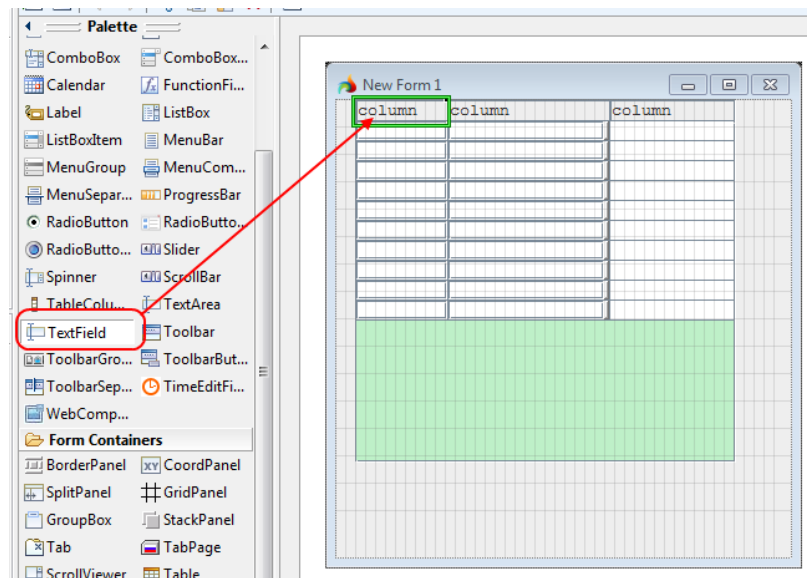 Palette
ComboBox ComboBox...
Calendar FunctionFi...
Label ListBox
ListBoxItem MenuBar
MenuGroup MenuCom...
MenuSepar... ProgressBar
RadioButton RadioButto...
RadioButto... Slider
Spinner ScrollBar
TableColu... TextArea
TextField Toolbar
ToolbarGro... ToolbarBut...
ToolbarSep... TimeEditFi...
WebComp...
Form Containers
BorderPanel CoordPanel
SplitPanel GridPanel
GroupBox StackPanel
Tab TabPage
ScrollViewer Table
New Form 1
column column column